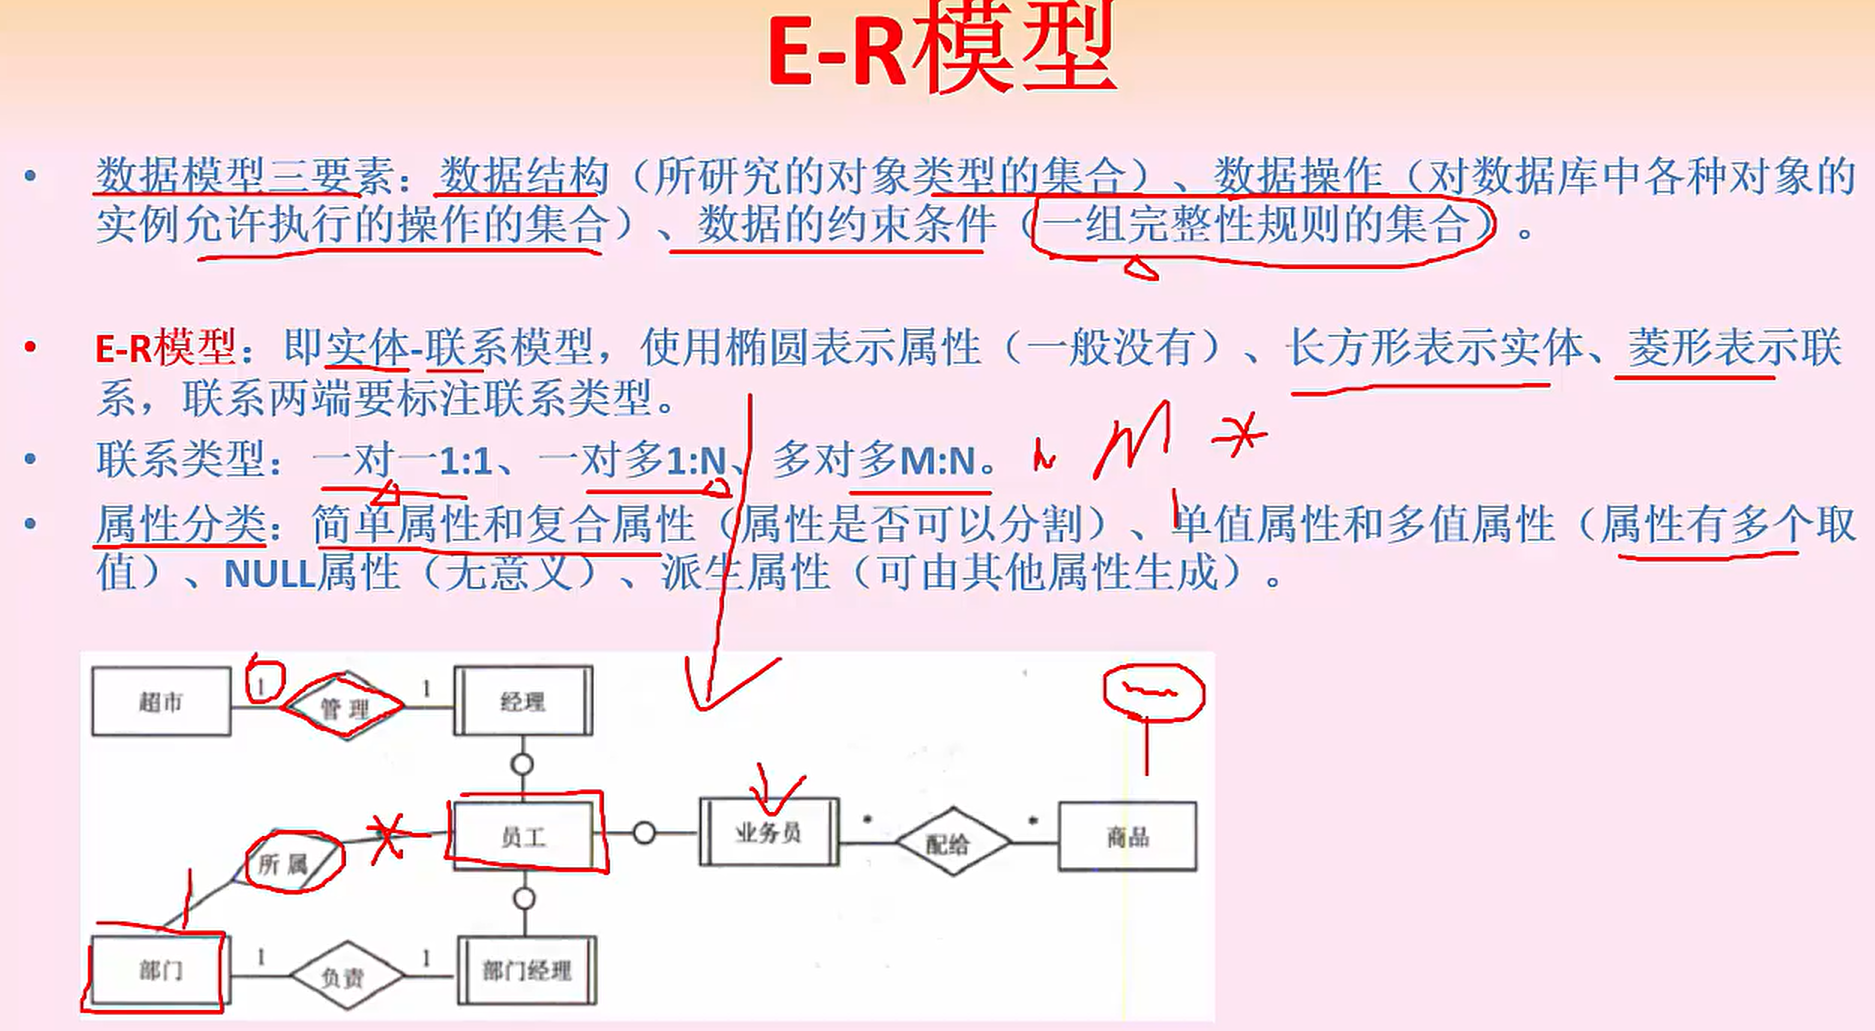 E-R模型
• 数据模型三要素：数据结构（所研究的对象类型的集合）、数据操作（对数据库中各种对象的
实例允许执行的操作的集合）、数据的约束条件（一组完整性规则的集合）。
• E-R模型：即实体-联系模型，使用椭圆表示属性（一般没有）、长方形表示实体、菱形表示联
系，联系两端要标注联系类型。
• 联系类型：一对一1:1、一对多1:N、多对多M:N。 n M *
• 属性分类：简单属性和复合属性（属性是否可以分割）、单值属性和多值属性（属性有多个取
值）、NULL属性（无意义）、派生属性（可由其他属性生成）。
超市 1 管理 1 经理
员工 业务员 * 配给 * 商品
所属 *
1
部门 1 负责 1 部门经理